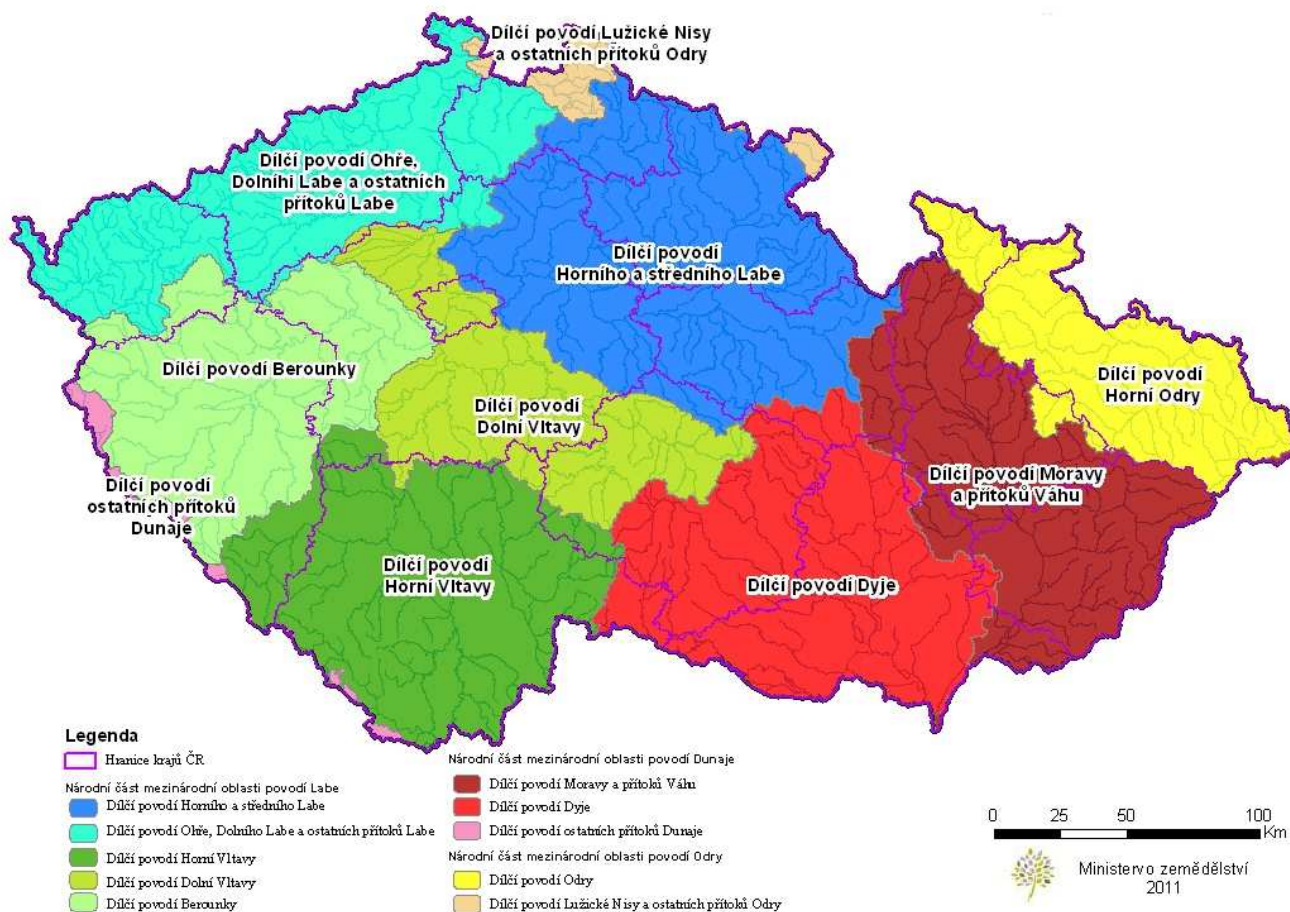 Dílčí povodí Lužické Nisy
a ostatních přítoků Odry
Dílčí povodí Ohře,
Dolníhi Labe a ostatních
přítoků Labe
Dílčí povodí
Horního a středního Labe
Dílčí povodí Berounky
Dílčí povodí
Dolní Vltavy
Dílčí povodí
Horní Odry
Dílčí povodí
ostatních přítoků
Dunaje
Dílčí povodí Moravy
a přítoků Váhu
Dílčí povodí
Horní Vltavy
Dílčí povodí Dyje
Legenda
Hranice krajů ČR
Národní část mezinárodní oblasti povodí Labe
Dílčí povodí Horního a středního Labe
Dílčí povodí Ohře, Dolního Labe a ostatních přítoků Labe
Dílčí povodí Horní Vltavy
Dílčí povodí Dolní Vltavy
Dílčí povodí Berounky
Národní část mezinárodní oblasti povodí Dunaje
Dílčí povodí Moravy a přítoků Váhu
Dílčí povodí Dyje
Dílčí povodí ostatních přítoků Dunaje
Národní část mezinárodní oblasti povodí Odry
Dílčí povodí Odry
Dílčí povodí Lužické Nisy a ostatních přítoků Odry
0 25 50 100
Km
Ministervo zemědělství
2011